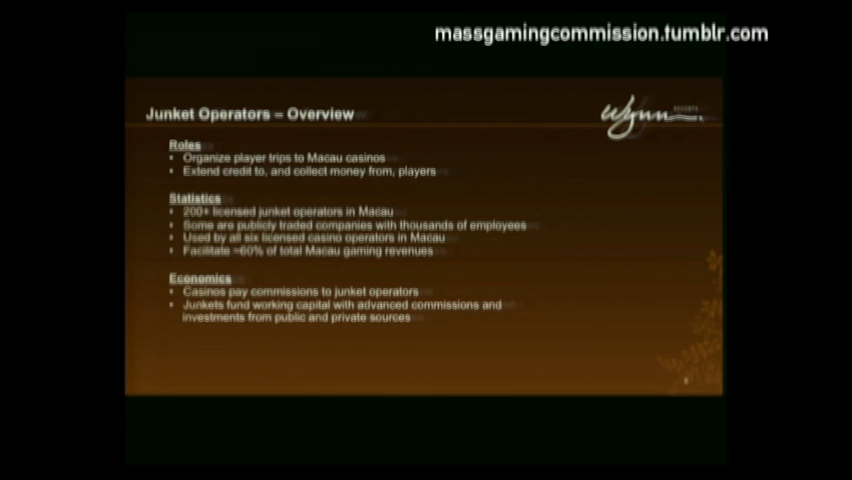 massgamingcommission.tumblr.com
Junket Operators – Overview
wynn
Roles
▪ Organize player trips to Macau casinos
▪ Extend credit to, and collect money from, players
Statistics
▪ 200+ licensed junket operators in Macau
▪ Some are publicly traded companies with thousands of employees
▪ Used by all six licensed casino operators in Macau
▪ Facilitate ≈60% of total Macau gaming revenues
Economics
▪ Casinos pay commissions to junket operators
▪ Junkets fund working capital with advanced commissions and
investments from public and private sources